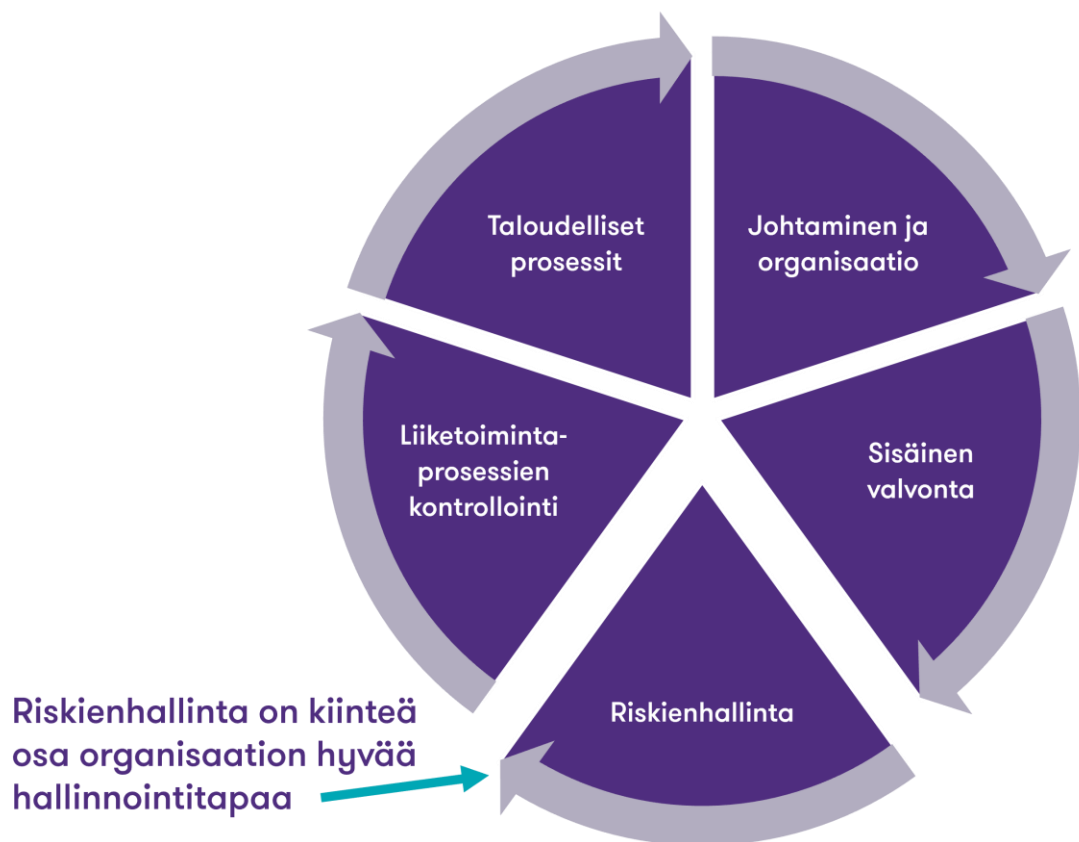 Taloudelliset
prosessit
Johtaminen ja
organisaatio
Liiketoiminta-
prosessien
kontrollointi
Sisäinen
valvonta
Riskienhallinta
Riskienhallinta on kiinteä
osa organisaation hyvää
hallinnointitapaa